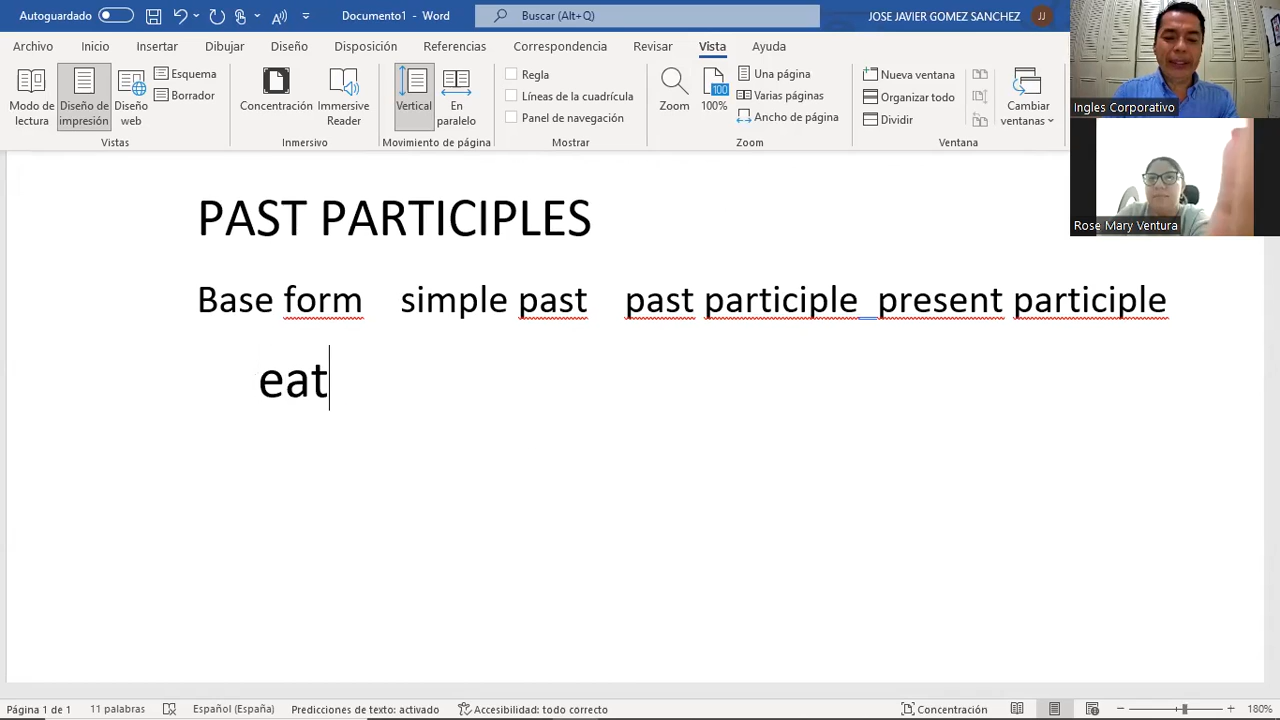 Autoguardado Documento1 - Word Buscar (Alt+Q) JOSE JAVIER GOMEZ SANCHEZ JJ
Archivo Inicio Insertar Dibujar Diseño Disposición Referencias Correspondencia Revisar Vista Ayuda
Modo de lectura
Diseño de impresión
Diseño web
Esquema
Borrador
Vistas
Concentración
Immersive Reader
Inmersivo
Vertical
En paralelo
Movimiento de página
Regla
Líneas de la cuadrícula
Panel de navegación
Mostrar
Zoom
100
100%
Una página
Varias páginas
Ancho de página
Zoom
Nueva ventana
Organizar todo
Dividir
Cambiar ventanas
Ventana
Ingles Corporativo
Rose Mary Ventura
PAST PARTICIPLES
Base form simple past past participle present participle
eat
Página 1 de 1 11 palabras Español (España) Predicciones de texto: activado Accesibilidad: todo correcto Concentración 180%